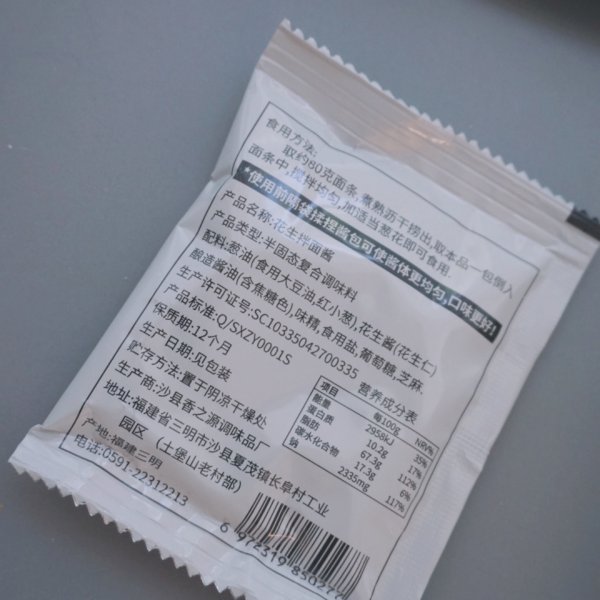 食用方法:
取约80克面条,煮熟沥干捞出,取本品一包倒入
面条中,搅拌均匀,加适当葱花即可食用.
*使用前隔袋揉捏酱包可使酱体更均匀,口味更好!
产品名称:花生拌面酱
产品类型:半固态复合调味料
配料:葱油(食用大豆油,红小葱),花生酱(花生仁)
酿造酱油(含焦糖色),味精,食用盐,葡萄糖,芝麻.
生产许可证号:SC10335042700335
产品标准:Q/SXZY0001S
保质期:12个月
生产日期:见包装
贮存方法:置于阴凉干燥处
生产商:沙县香之源调味品厂
地址:福建省三明市沙县夏茂镇长阜村工业
园区 (土堡山老村部)
产地:福建三明
电话:0591-22312213
营养成分表
项目 每100g NRV%
能量 2958kJ 35%
蛋白质 10.2g 17%
脂肪 67.3g 112%
碳水化合物 17.3g 6%
钠 2335mg 117%
6 972319 85027